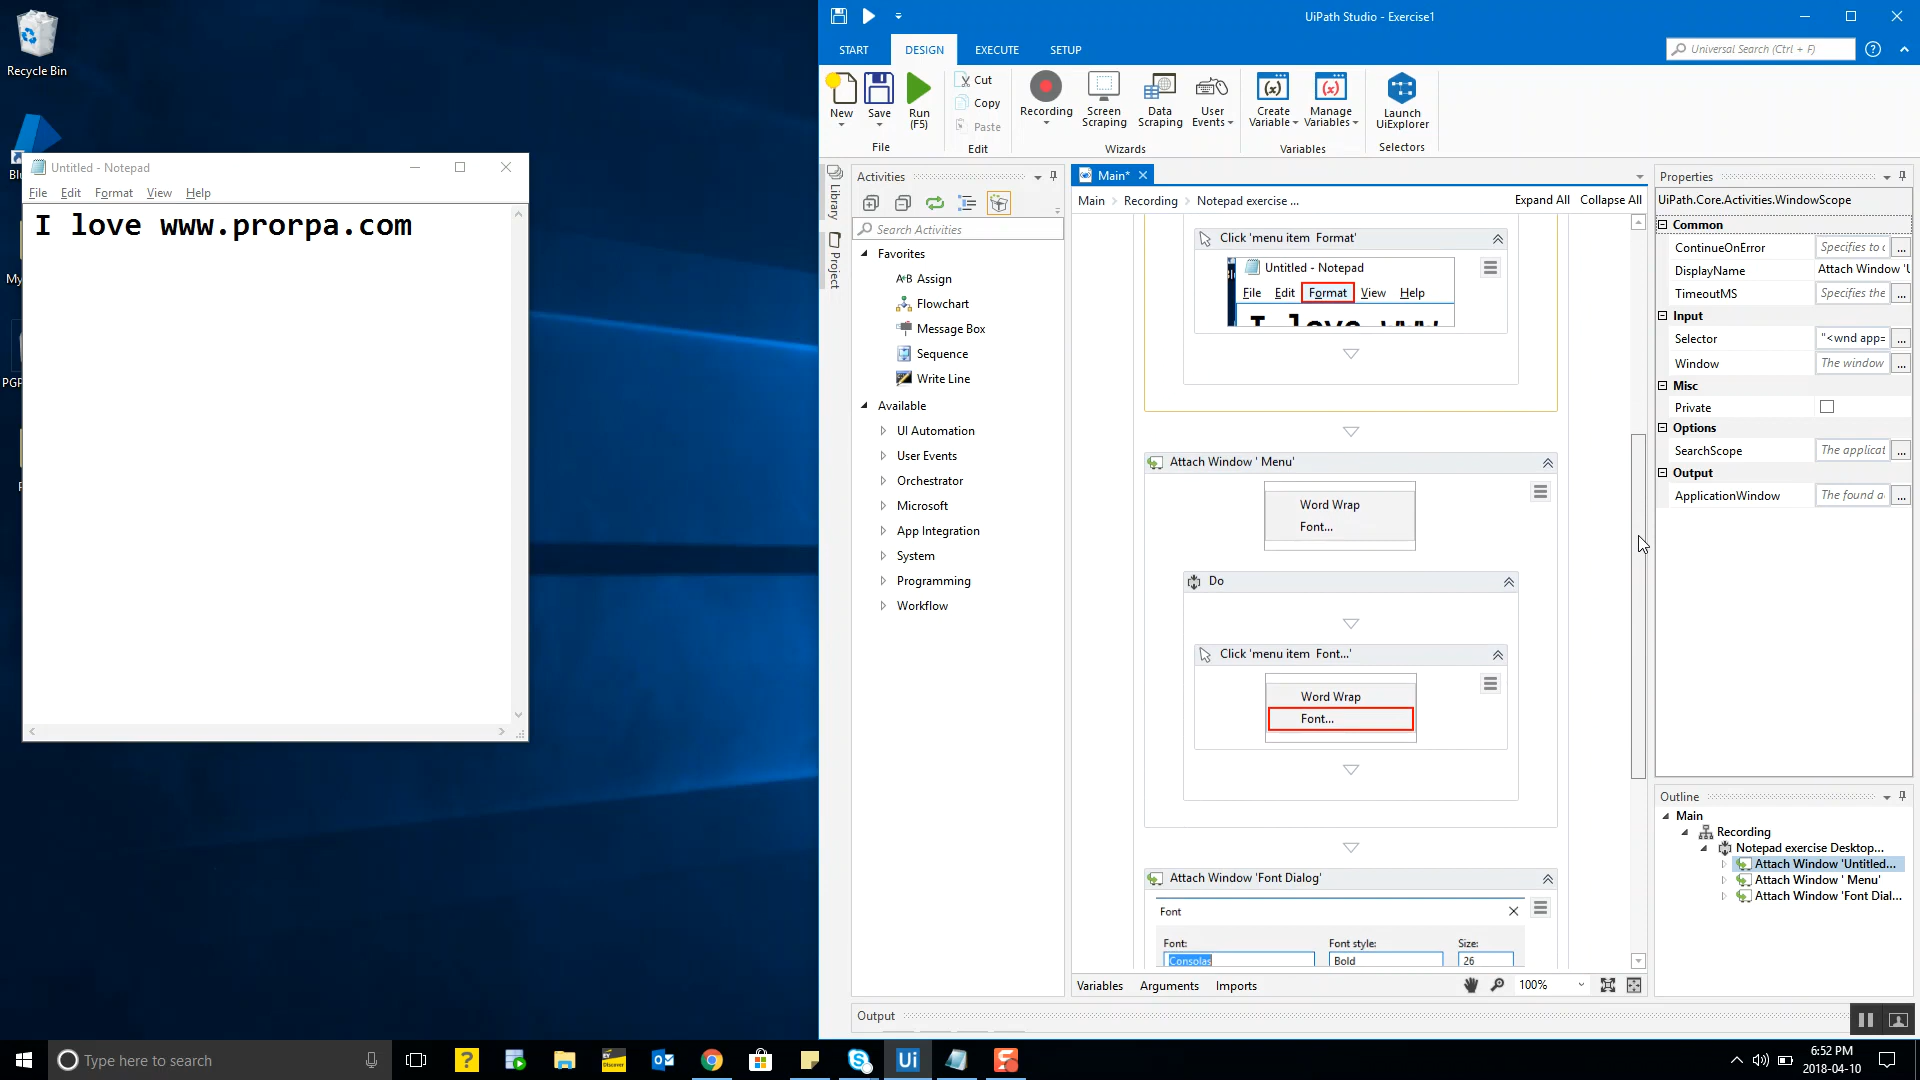 Recycle Bin
Untitled - Notepad
File Edit Format View Help
I love www.prorpa.com
UiPath Studio - Exercise1
START DESIGN EXECUTE SETUP
Universal Search (Ctrl + F)
New
Save
Run
(F5)
Cut
Copy
Paste
Recording
Screen
Scraping
Data
Scraping
User
Events
Create
Variable
Manage
Variables
Launch
UiExplorer
File
Edit
Wizards
Variables
Selectors
Library
Project
Activities
Search Activities
Favorites
Assign
Flowchart
Message Box
Sequence
Write Line
Available
UI Automation
User Events
Orchestrator
Microsoft
App Integration
System
Programming
Workflow
Main*
Main Recording Notepad exercise ...
Expand All Collapse All
Click 'menu item Format'
Untitled - Notepad
File Edit Format View Help
I love www
Attach Window ' Menu'
Word Wrap
Font...
Do
Click 'menu item Font...'
Word Wrap
Font...
Attach Window 'Font Dialog'
Font
Font: Font style: Size:
Consolas Bold 26
Variables Arguments Imports
100%
Output
Properties
UiPath.Core.Activities.WindowScope
Common
ContinueOnError Specifies to c ...
DisplayName Attach Window 'U
TimeoutMS Specifies the ...
Input
Selector "<wnd app= ...
Window The window ...
Misc
Private
Options
SearchScope The applicat ...
Output
ApplicationWindow The found a ...
Outline
Main
Recording
Notepad exercise Desktop...
Attach Window 'Untitled...
Attach Window ' Menu'
Attach Window 'Font Dial...
Type here to search
Ui
6:52 PM
2018-04-10